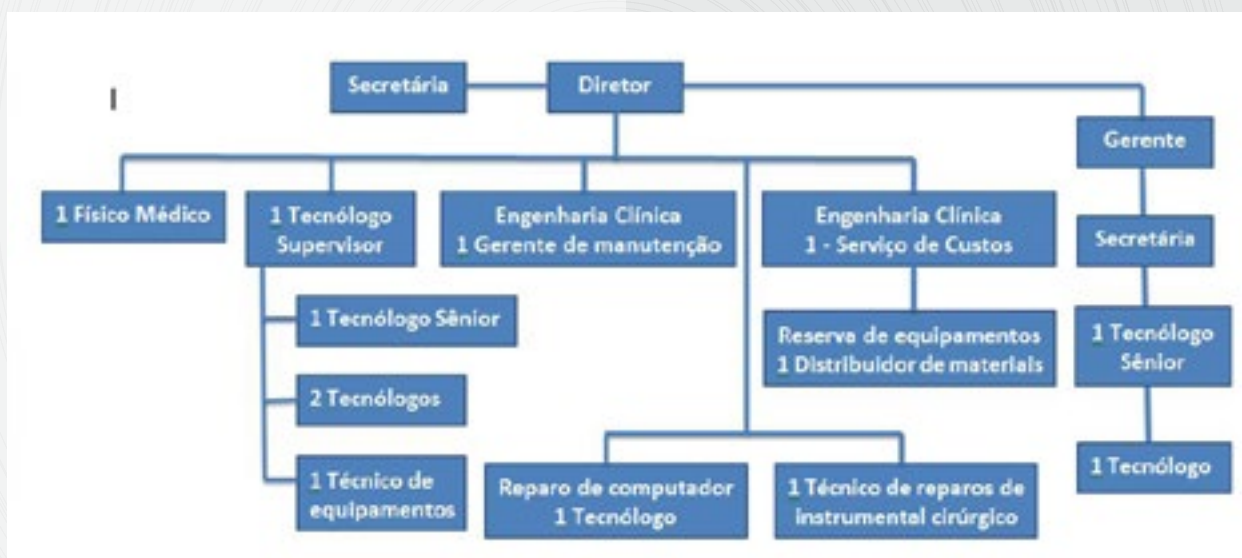 I
Secretária
Diretor
Gerente
1 Físico Médico
1 Tecnólogo
Supervisor
Engenharia Clínica
1 Gerente de manutenção
Engenharia Clínica
1 - Serviço de Custos
Secretária
1 Tecnólogo Sênior
Reserva de equipamentos
1 Distribuidor de materiais
1 Tecnólogo
Sênior
2 Tecnólogos
1 Técnico de
equipamentos
Reparo de computador
1 Tecnólogo
1 Técnico de reparos de
instrumental cirúrgico
1 Tecnólogo